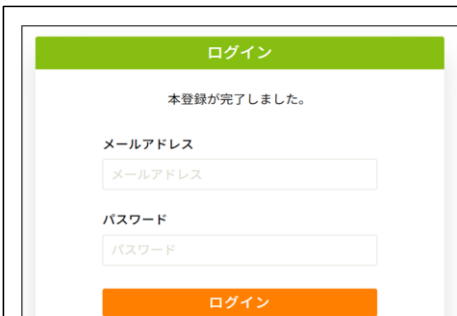 ログイン
本登録が完了しました。
メールアドレス
メールアドレス
パスワード
パスワード
ログイン